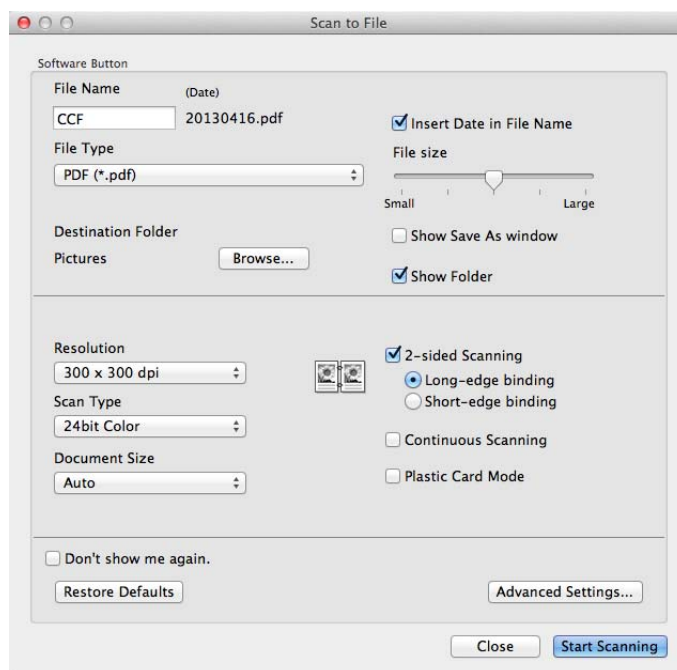 Scan to File
Software Button
File Name
(Date)
CCF
20130416.pdf
Insert Date in File Name
File Type
File size
PDF (*.pdf)
Small
Large
Destination Folder
Show Save As window
Pictures
Browse...
Show Folder
Resolution
2-sided Scanning
300 x 300 dpi
Long-edge binding
Scan Type
Short-edge binding
24bit Color
Continuous Scanning
Document Size
Auto
Plastic Card Mode
Don't show me again.
Restore Defaults
Advanced Settings...
Close
Start Scanning